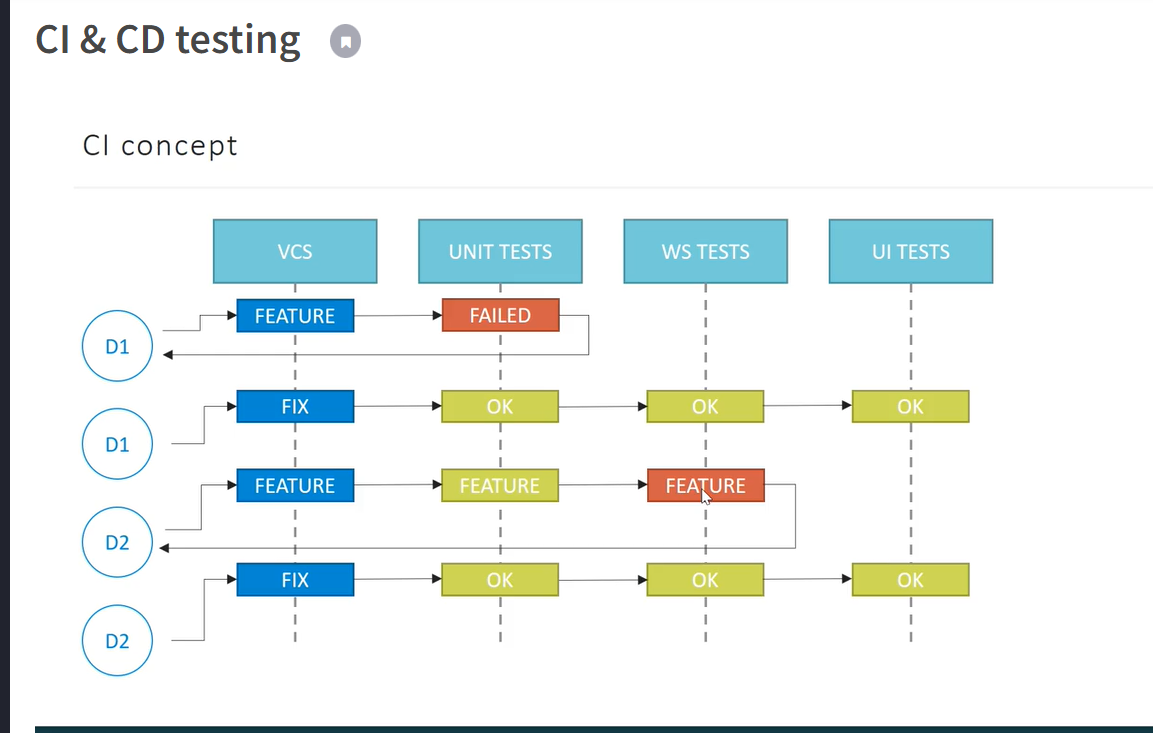 CI & CD testing
CI concept
VCS
UNIT TESTS
WS TESTS
UI TESTS
D1
FEATURE
FAILED
D1
FIX
OK
OK
OK
D2
FEATURE
FEATURE
FEATURE
D2
FIX
OK
OK
OK